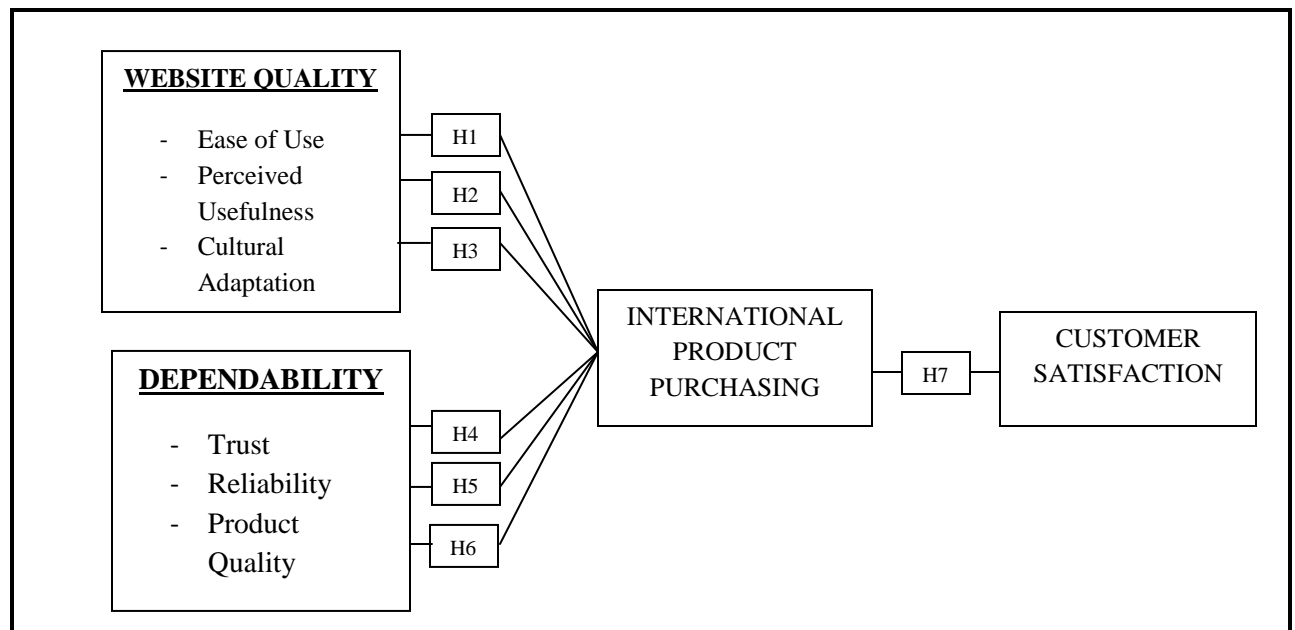 WEBSITE QUALITY
- Ease of Use
- Perceived
Usefulness
- Cultural
Adaptation
H1
H2
H3
DEPENDABILITY
- Trust
- Reliability
- Product
Quality
H4
H5
H6
INTERNATIONAL
PRODUCT
PURCHASING
H7
CUSTOMER
SATISFACTION